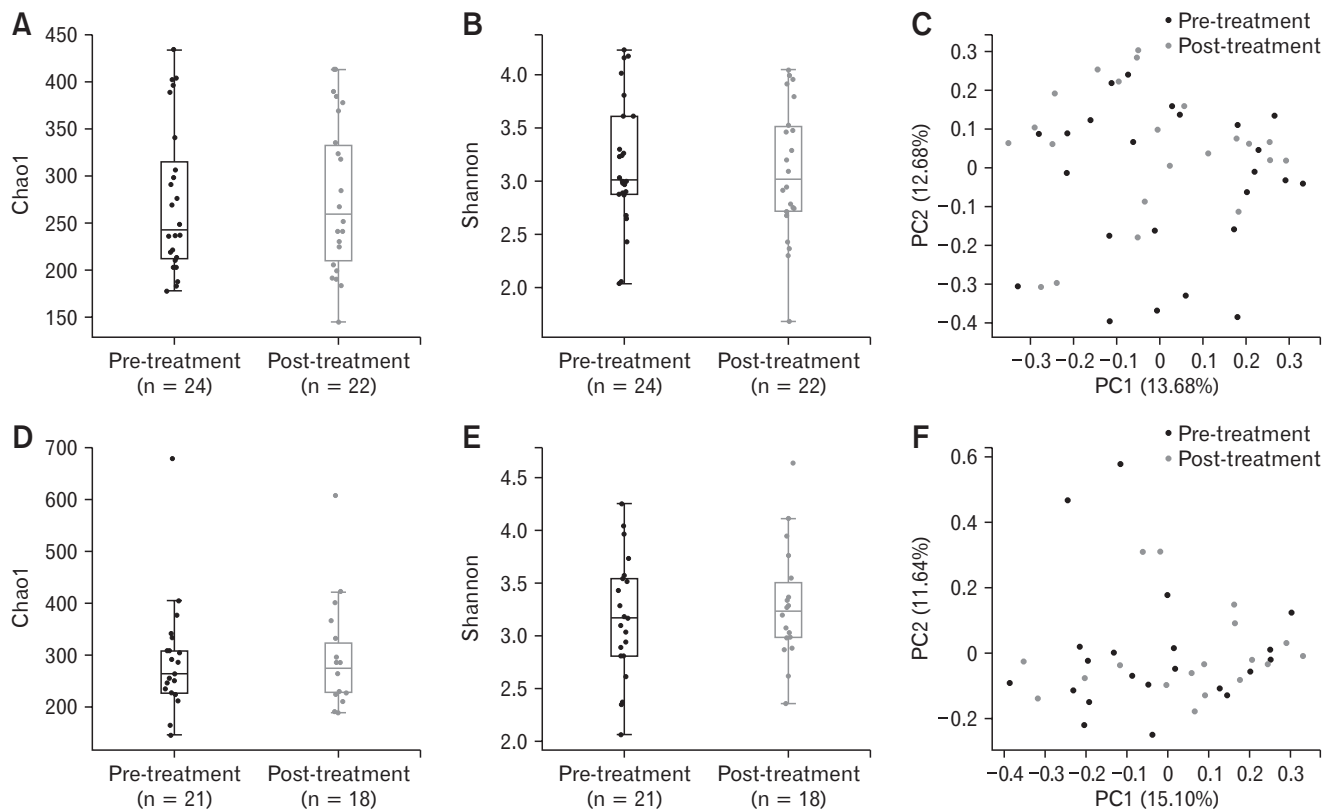 A
450
400
350
300
250
200
150
Chao1
Pre-treatment
(n = 24)
Post-treatment
(n = 22)
B
4.0
3.5
3.0
2.5
2.0
Shannon
Pre-treatment
(n = 24)
Post-treatment
(n = 22)
C
Pre-treatment
Post-treatment
0.3
0.2
0.1
0
−0.1
−0.2
−0.3
−0.4
PC2 (12.68%)
−0.3 −0.2 −0.1 0 0.1 0.2 0.3
PC1 (13.68%)
D
700
600
500
400
300
200
Chao1
Pre-treatment
(n = 21)
Post-treatment
(n = 18)
E
4.5
4.0
3.5
3.0
2.5
2.0
Shannon
Pre-treatment
(n = 21)
Post-treatment
(n = 18)
F
Pre-treatment
Post-treatment
0.6
0.4
0.2
0
−0.2
PC2 (11.64%)
−0.4 −0.3 −0.2 −0.1 0 0.1 0.2 0.3
PC1 (15.10%)